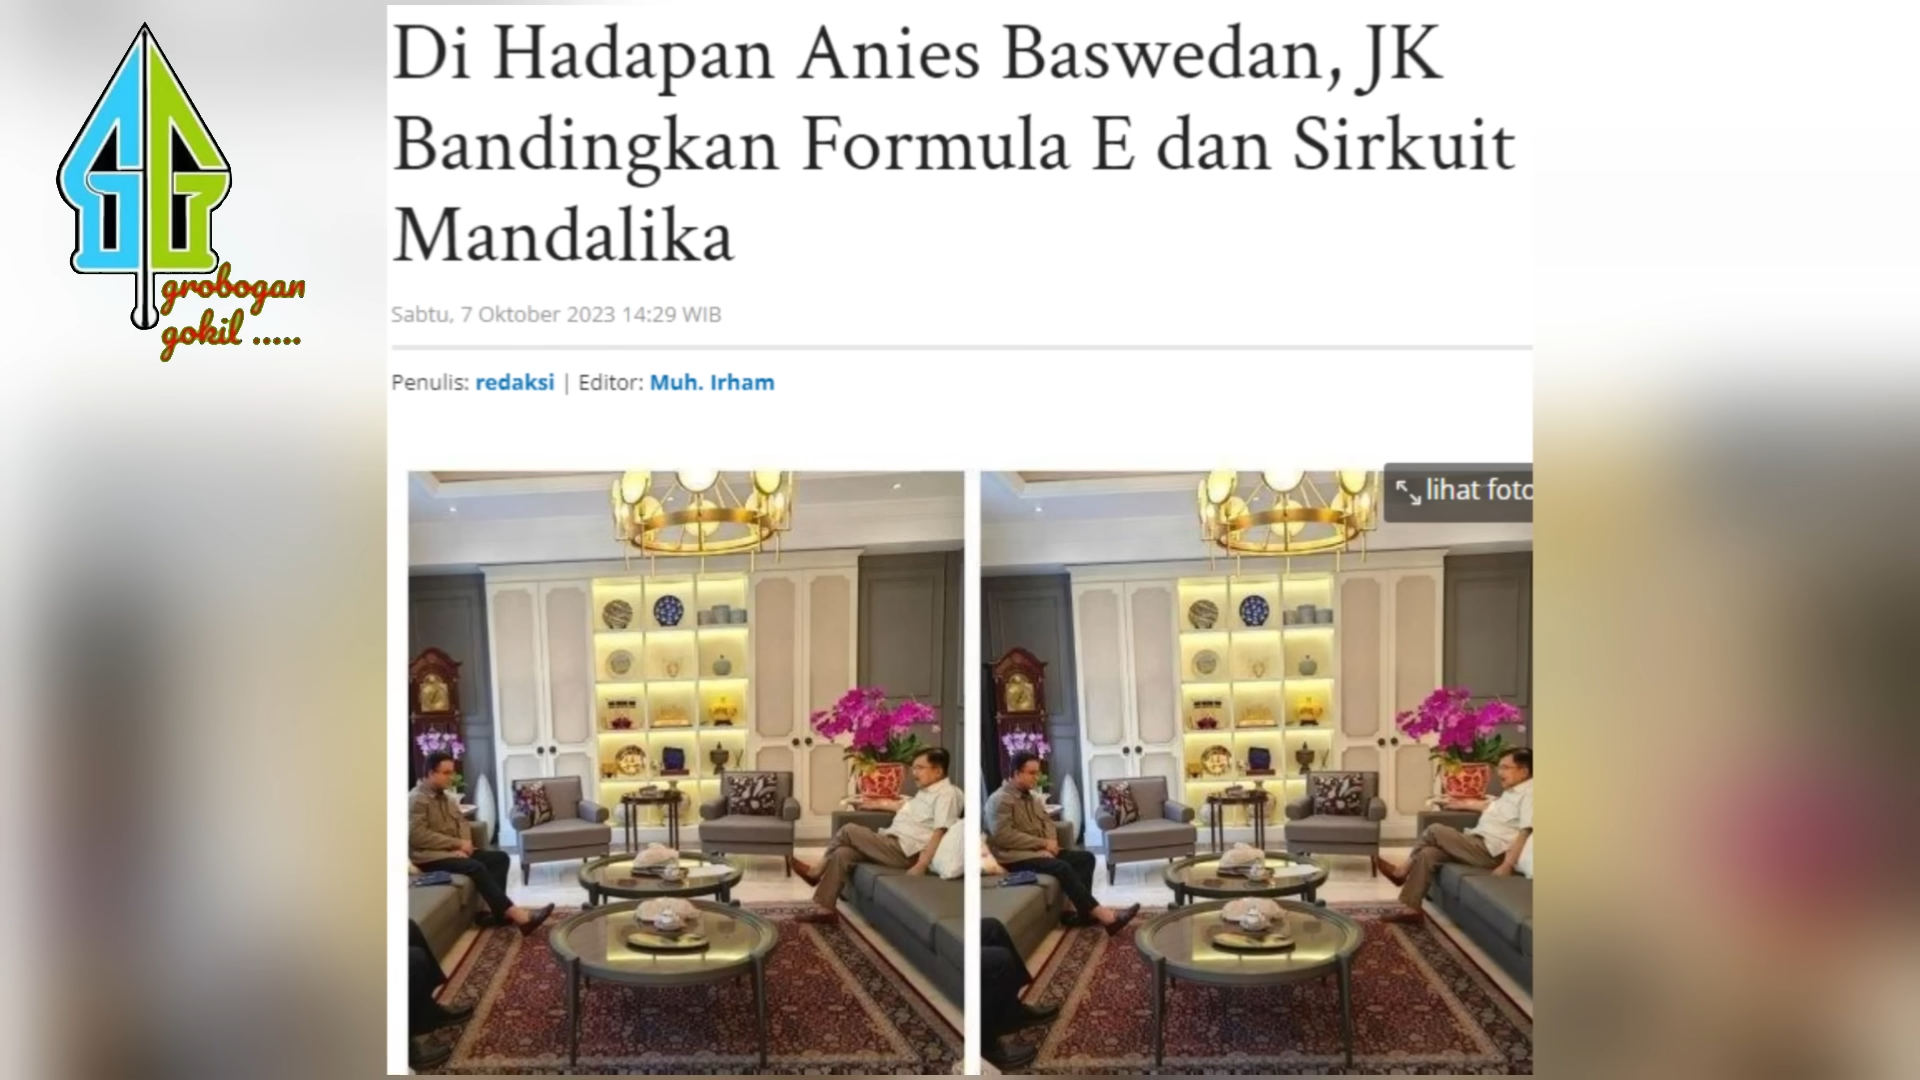 Di Hadapan Anies Baswedan, JK
Bandingkan Formula E dan Sirkuit
Mandalika
Sabtu, 7 Oktober 2023 14:29 WIB
Penulis: redaksi | Editor: Muh. Irham
lihat foto
GG
grobogan
gokil .....